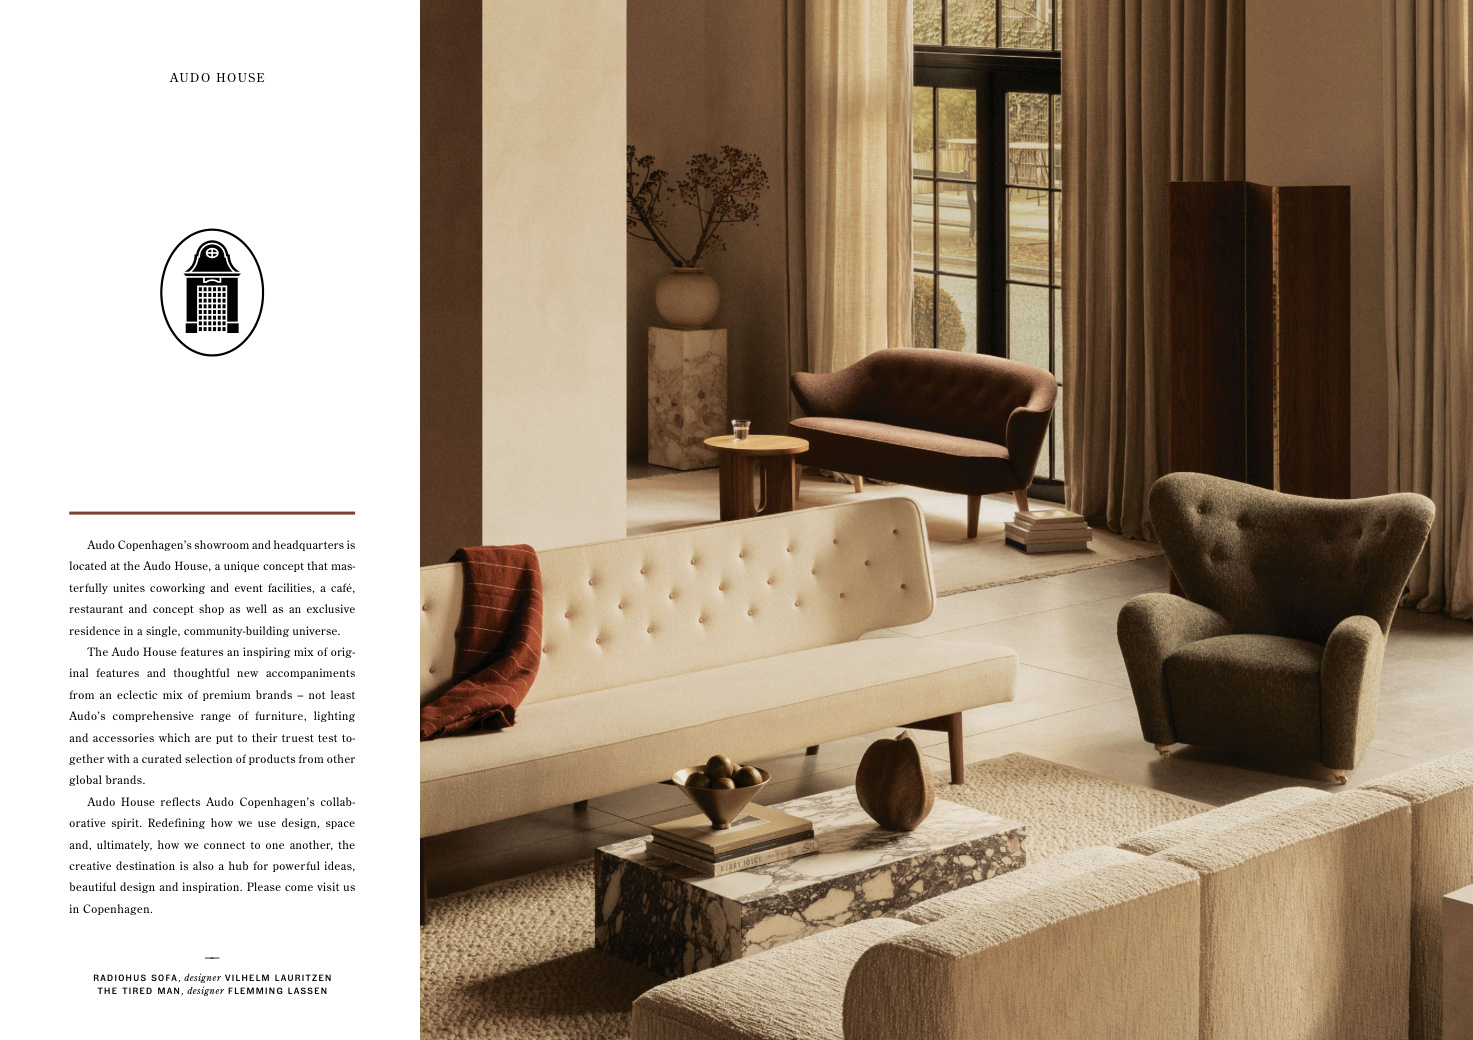 AUDO HOUSE
Audo Copenhagen’s showroom and headquarters is
located at the Audo House, a unique concept that mas-
terfully unites coworking and event facilities, a café,
restaurant and concept shop as well as an exclusive
residence in a single, community-building universe.
The Audo House features an inspiring mix of orig-
inal features and thoughtful new accompaniments
from an eclectic mix of premium brands – not least
Audo’s comprehensive range of furniture, lighting
and accessories which are put to their truest test to-
gether with a curated selection of products from other
global brands.
Audo House reflects Audo Copenhagen’s collab-
orative spirit. Redefining how we use design, space
and, ultimately, how we connect to one another, the
creative destination is also a hub for powerful ideas,
beautiful design and inspiration. Please come visit us
in Copenhagen.
RADIOHUS SOFA, designer VILHELM LAURITZEN
THE TIRED MAN, designer FLEMMING LASSEN